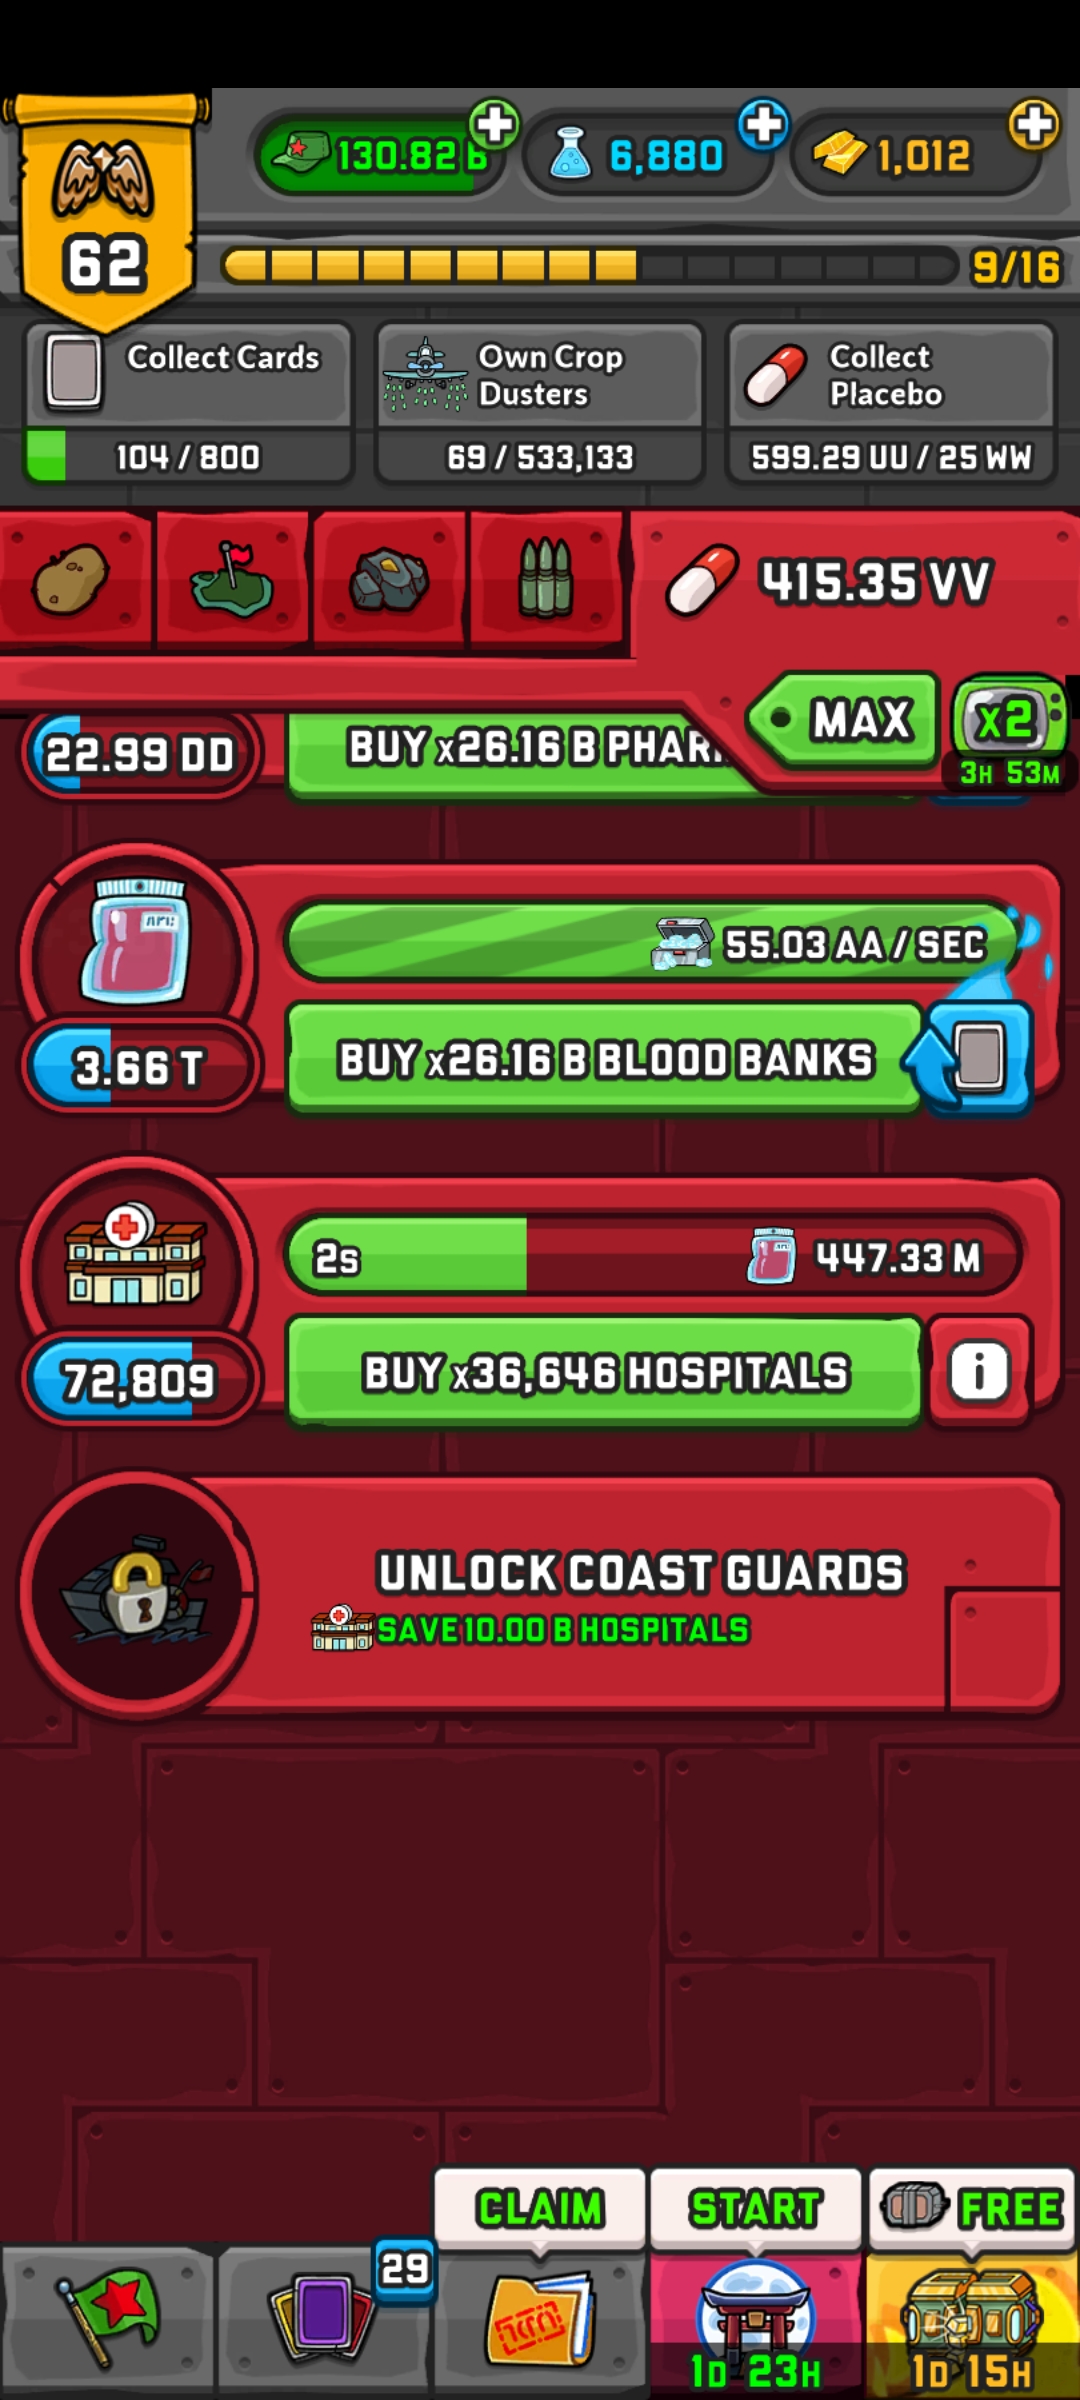 130.82 B
6,880
1,012
62
9/16
Collect Cards
104 / 800
Own Crop
Dusters
69 / 533,133
Collect
Placebo
599.29 UU / 25 WW
415.35 VV
MAX
x2
3H 53M
22.99 DD
BUY x26.16 B
55.03 AA / SEC
3.66 T
BUY x26.16 B BLOOD BANKS
2s
447.33 M
72,809
BUY x36,646 HOSPITALS
i
UNLOCK COAST GUARDS
SAVE 10.00 B HOSPITALS
CLAIM
START
FREE
29
1D 23H
1D 15H